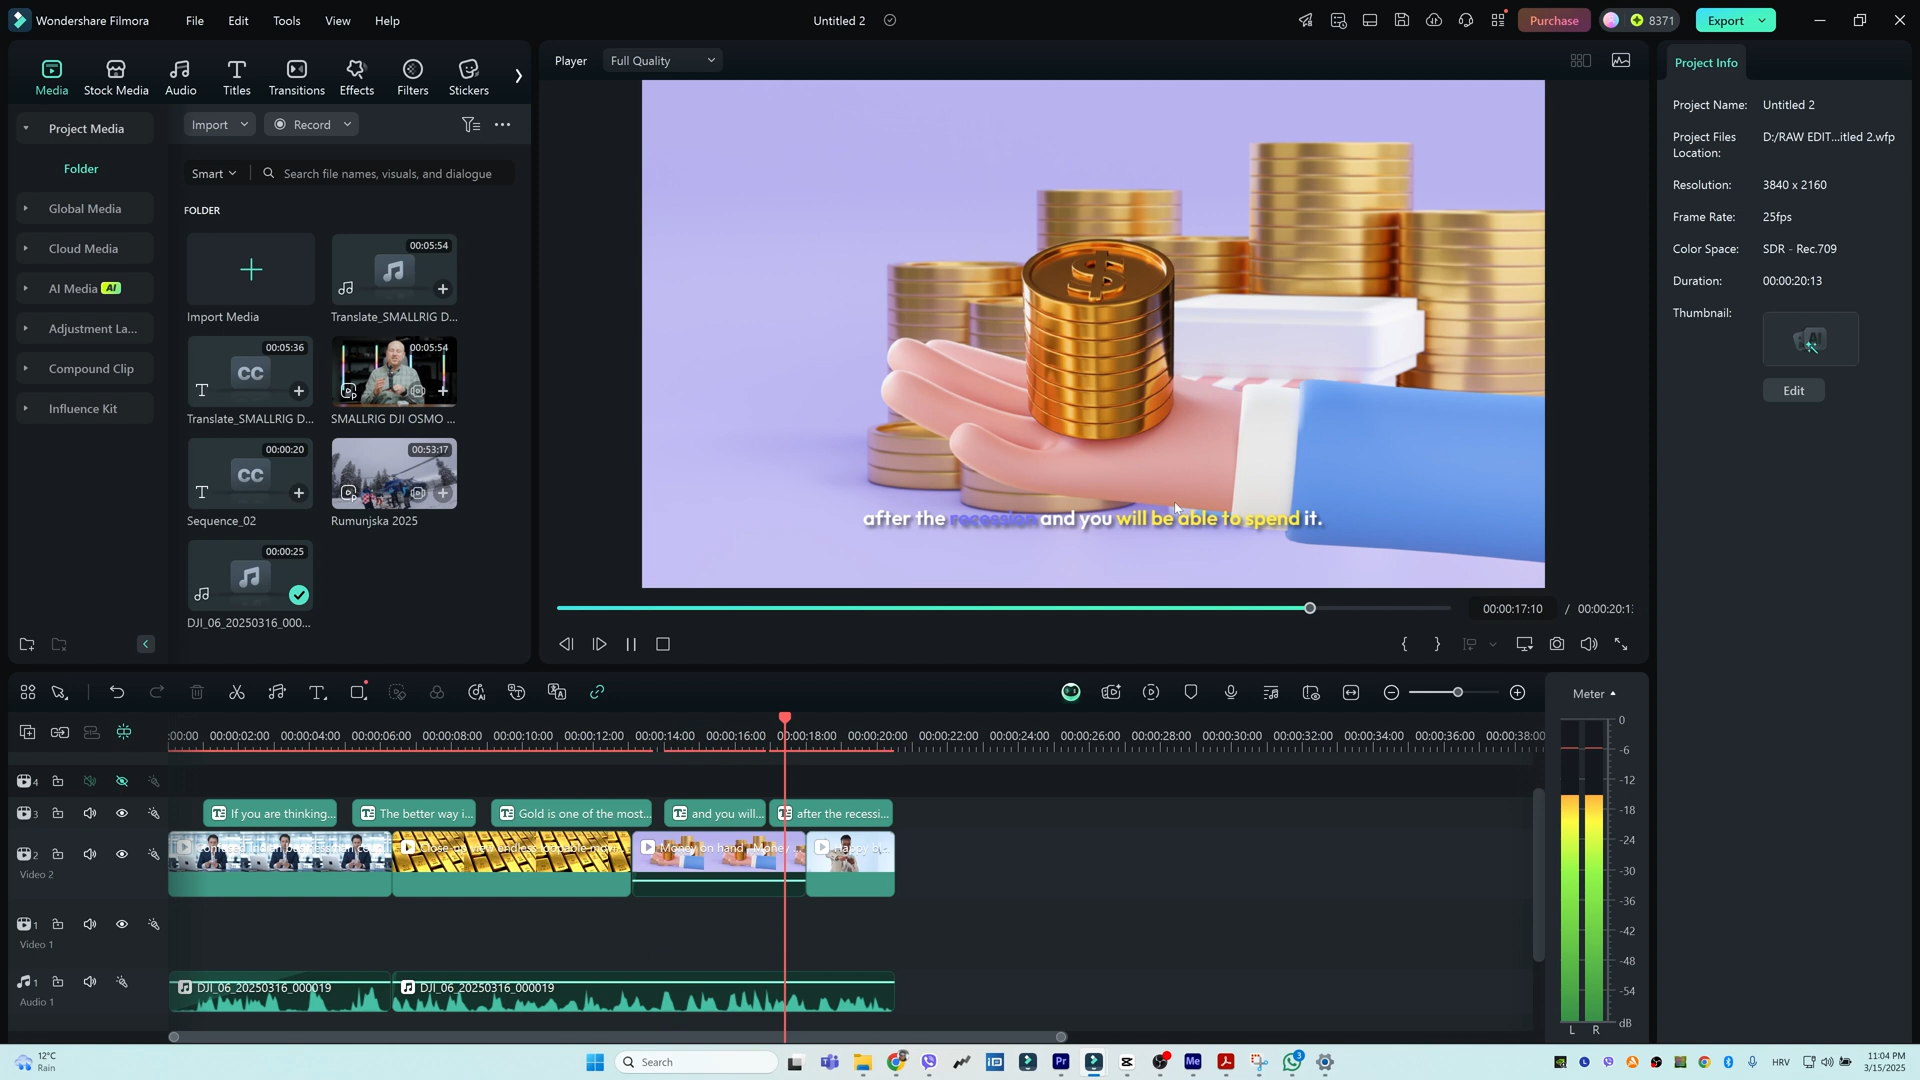 Wondershare Filmora
File
Edit
Tools
View
Help
Untitled 2
Purchase
8371
Export
Media
Stock Media
Audio
Titles
Transitions
Effects
Filters
Stickers
Player
Full Quality
Project Info
Project Media
Import
Record
Folder
Smart
Search file names, visuals, and dialogue
Global Media
FOLDER
Cloud Media
AI Media AI
Adjustment La...
Compound Clip
Influence Kit
Import Media
00:05:54
Translate_SMALLRIG D...
00:05:36
CC
Translate_SMALLRIG D...
00:05:54
SMALLRIG DJI OSMO ...
00:00:20
CC
Sequence_02
00:53:17
Rumunjska 2025
00:00:25
DJI_06_20250316_000...
$
after the recession and you will be able to spend it.
00:00:17:10 / 00:00:20:1
Project Name: Untitled 2
Project Files Location: D:/RAW EDIT...itled 2.wfp
Resolution: 3840 x 2160
Frame Rate: 25fps
Color Space: SDR - Rec.709
Duration: 00:00:20:13
Thumbnail:
Edit
Meter
:00:00 00:00:02:00 00:00:04:00 00:00:06:00 00:00:08:00 00:00:10:00 00:00:12:00 00:00:14:00 00:00:16:00 00:00:18:00 00:00:20:00 00:00:22:00 00:00:24:00 00:00:26:00 00:00:28:00 00:00:30:00 00:00:32:00 00:00:34:00 00:00:36:00 00:00:38:00
4
3
If you are thinking...
The better way i...
Gold is one of the most...
and you will...
after the recessi...
2
Video 2
Confused Indian businessman
Close up view endless loopable
Money on hand
Happy bl
1
Video 1
1
Audio 1
DJI_06_20250316_000019
DJI_06_20250316_000019
0
-6
-12
-18
-24
-30
-36
-42
-48
-54
dB
L R
12°C
Rain
Search
Pr
Me
3
HRV
11:04 PM
3/15/2025